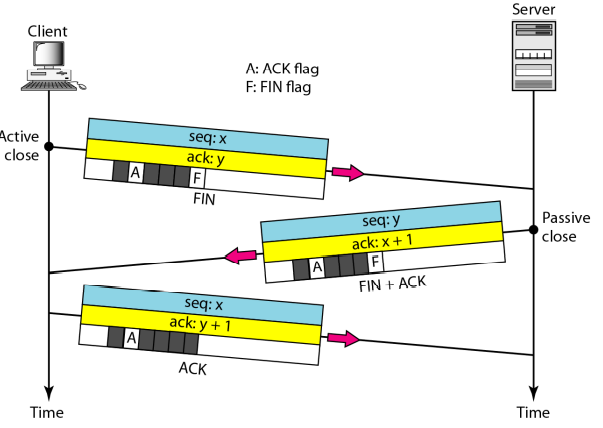 Server
Client
A: ACK flag
F: FIN flag
Active
close
seq: x
ack: y
A F
FIN
seq: y
Passive
close
ack: x + 1
A F
FIN + ACK
seq: x
ack: y + 1
A
ACK
Time
Time